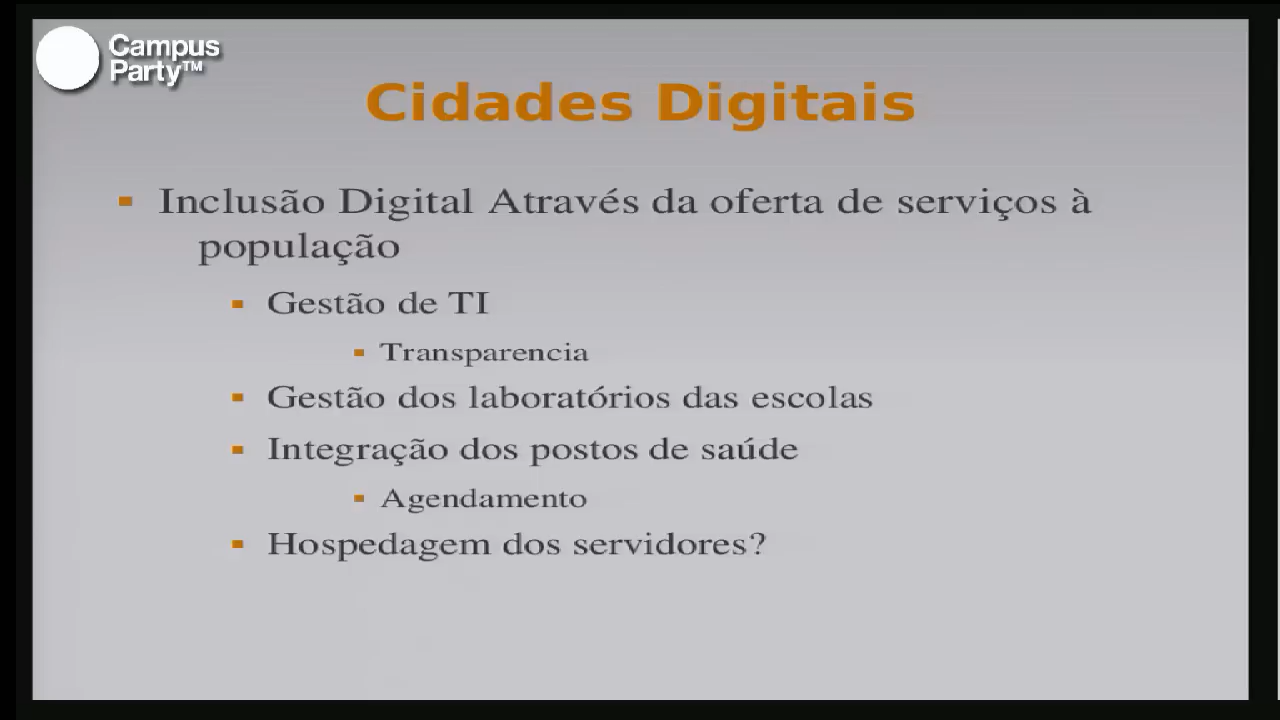 Campus
Party™
Cidades Digitais
Inclusão Digital Através da oferta de serviços à
população
Gestão de TI
Transparencia
Gestão dos laboratórios das escolas
Integração dos postos de saúde
Agendamento
Hospedagem dos servidores?